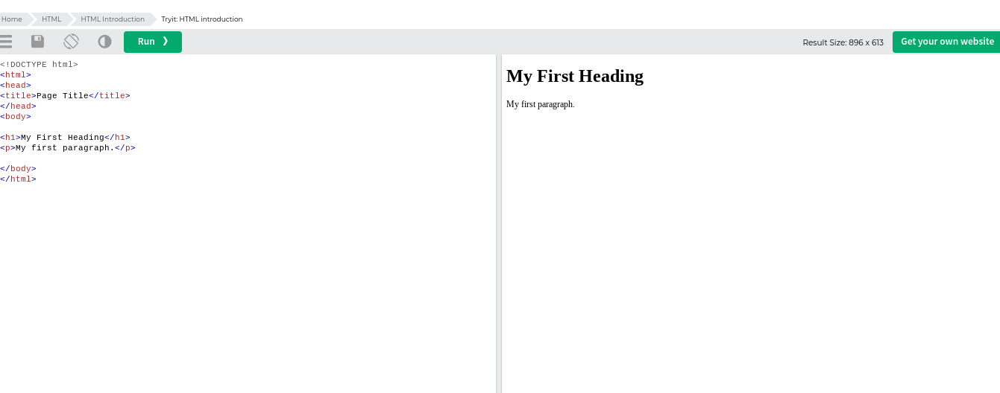 Home HTML HTML Introduction Tryit: HTML introduction
Run ❯ Result Size: 896 x 613 Get your own website
<!DOCTYPE html>
<html>
<head>
<title>Page Title</title>
</head>
<body>

<h1>My First Heading</h1>
<p>My first paragraph.</p>

</body>
</html>
My First Heading
My first paragraph.